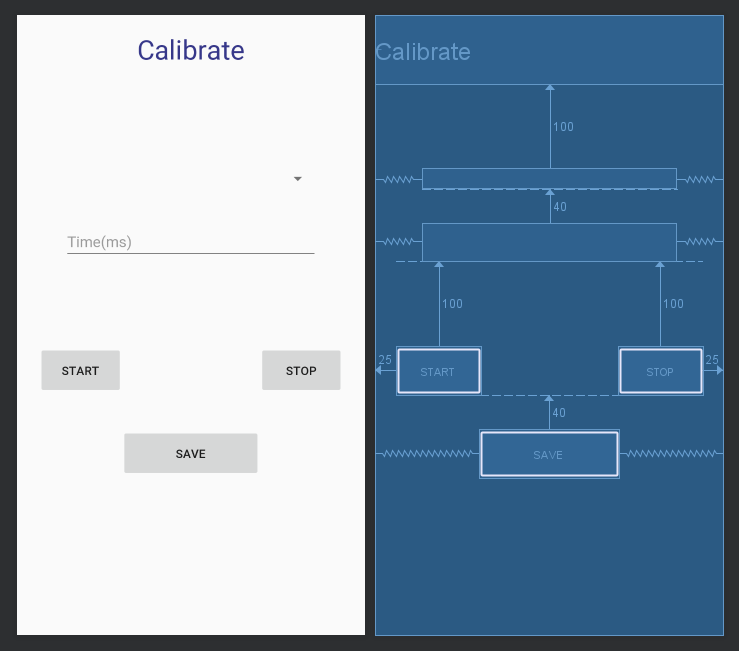 Calibrate
Time(ms)
START STOP
SAVE
Calibrate
100
40
100 100
25 25
START STOP
40
SAVE